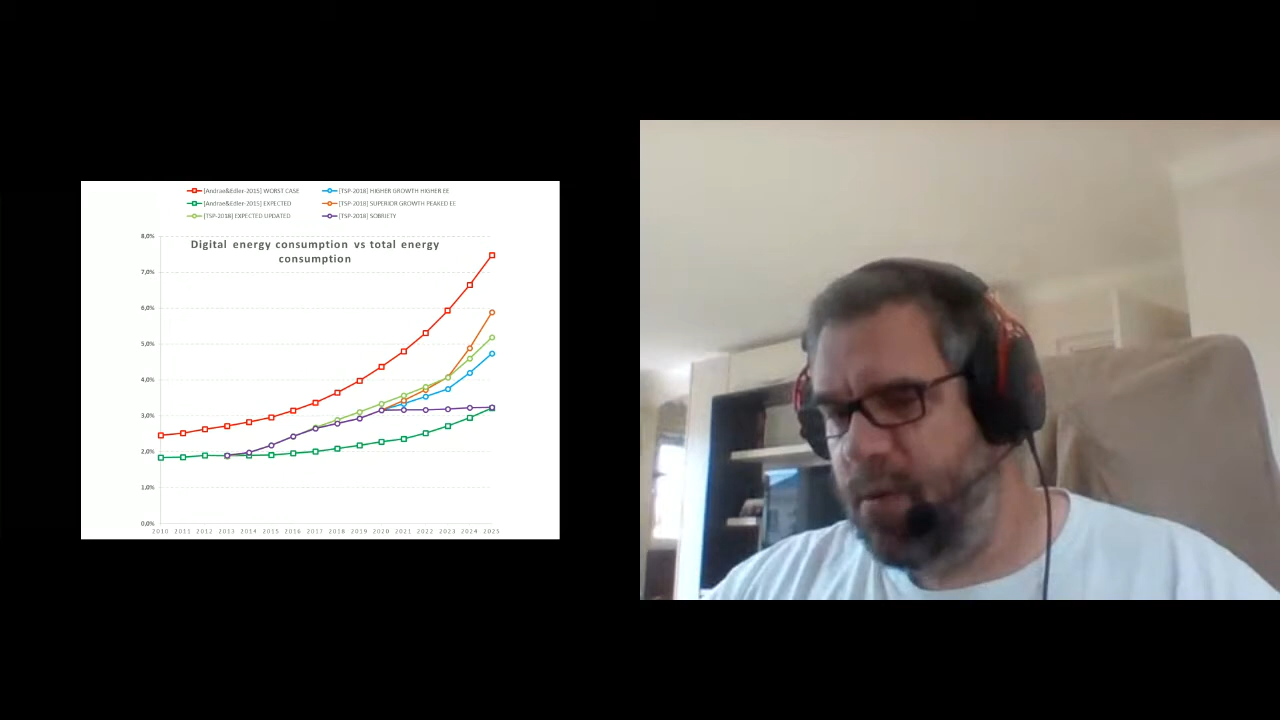 [Andrae&Edler-2015] WORST CASE
[TSP-2018] HIGHER GROWTH HIGHER EE
[Andrae&Edler-2015] EXPECTED
[TSP-2018] SUPERIOR GROWTH PEAKED EE
[TSP-2018] EXPECTED UPDATED
[TSP-2018] SOBRIETY
Digital energy consumption vs total energy
consumption
8,0%
7,0%
6,0%
5,0%
4,0%
3,0%
2,0%
1,0%
0,0%
2010 2011 2012 2013 2014 2015 2016 2017 2018 2019 2020 2021 2022 2023 2024 2025